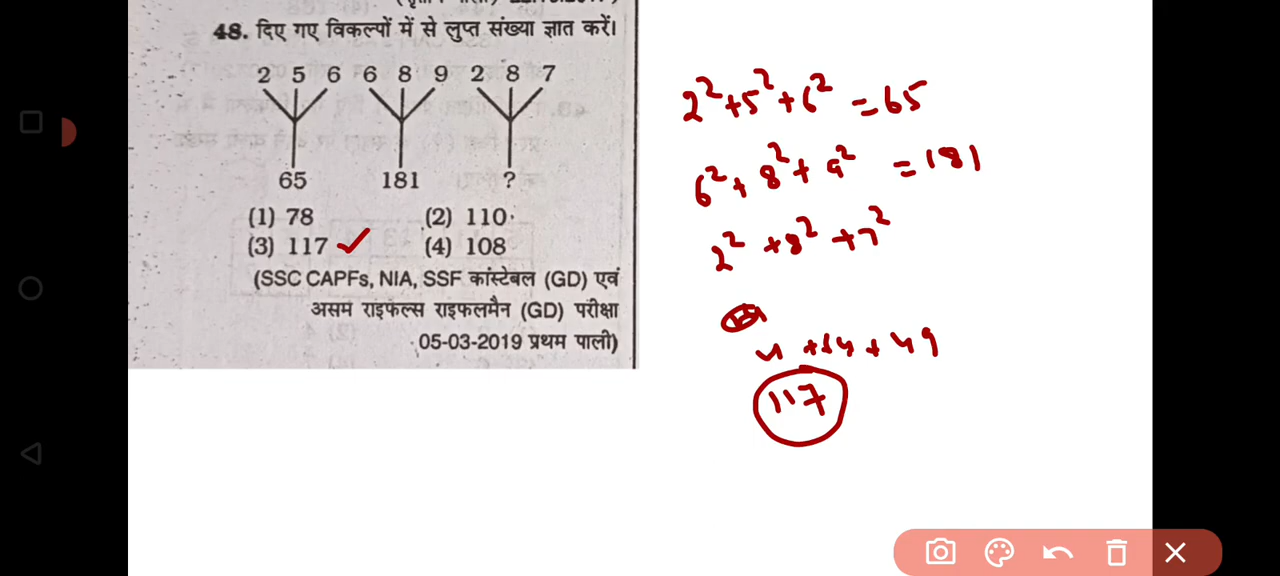 48. दिए गए विकल्पों में से लुप्त संख्या ज्ञात करें।
2 5 6 6 8 9 2 8 7
65 181 ?
(1) 78 (2) 110
(3) 117 ✓ (4) 108
(SSC CAPFs, NIA, SSF कांस्टेबल (GD) एवं
असम राइफल्स राइफलमैन (GD) परीक्षा
05-03-2019 प्रथम पाली)
2²+5²+6² =65
6²+8²+9² =181
2²+8²+7²
4+64+49
117